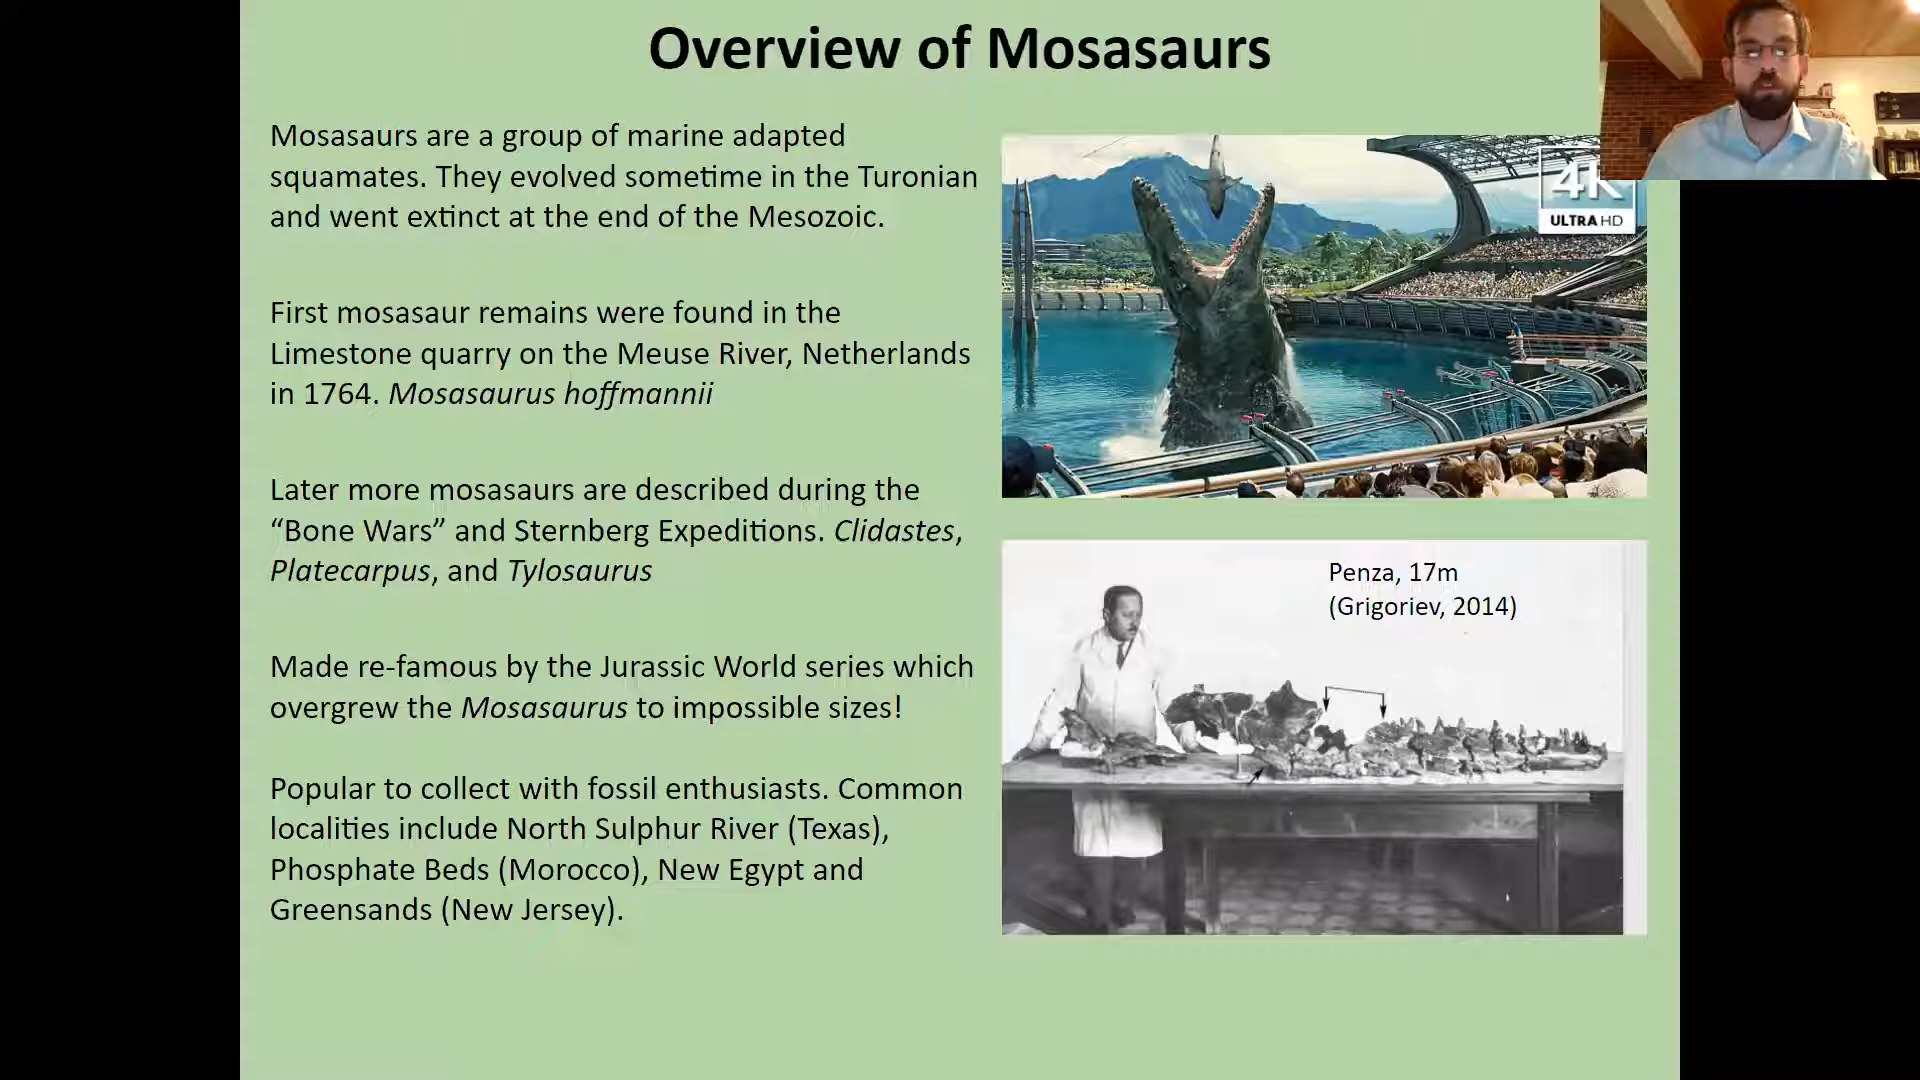 Overview of Mosasaurs
Mosasaurs are a group of marine adapted
squamates. They evolved sometime in the Turonian
and went extinct at the end of the Mesozoic.
First mosasaur remains were found in the
Limestone quarry on the Meuse River, Netherlands
in 1764. Mosasaurus hoffmannii
Later more mosasaurs are described during the
“Bone Wars” and Sternberg Expeditions. Clidastes,
Platecarpus, and Tylosaurus
Made re-famous by the Jurassic World series which
overgrew the Mosasaurus to impossible sizes!
Popular to collect with fossil enthusiasts. Common
localities include North Sulphur River (Texas),
Phosphate Beds (Morocco), New Egypt and
Greensands (New Jersey).
4K
ULTRA HD
Penza, 17m
(Grigoriev, 2014)